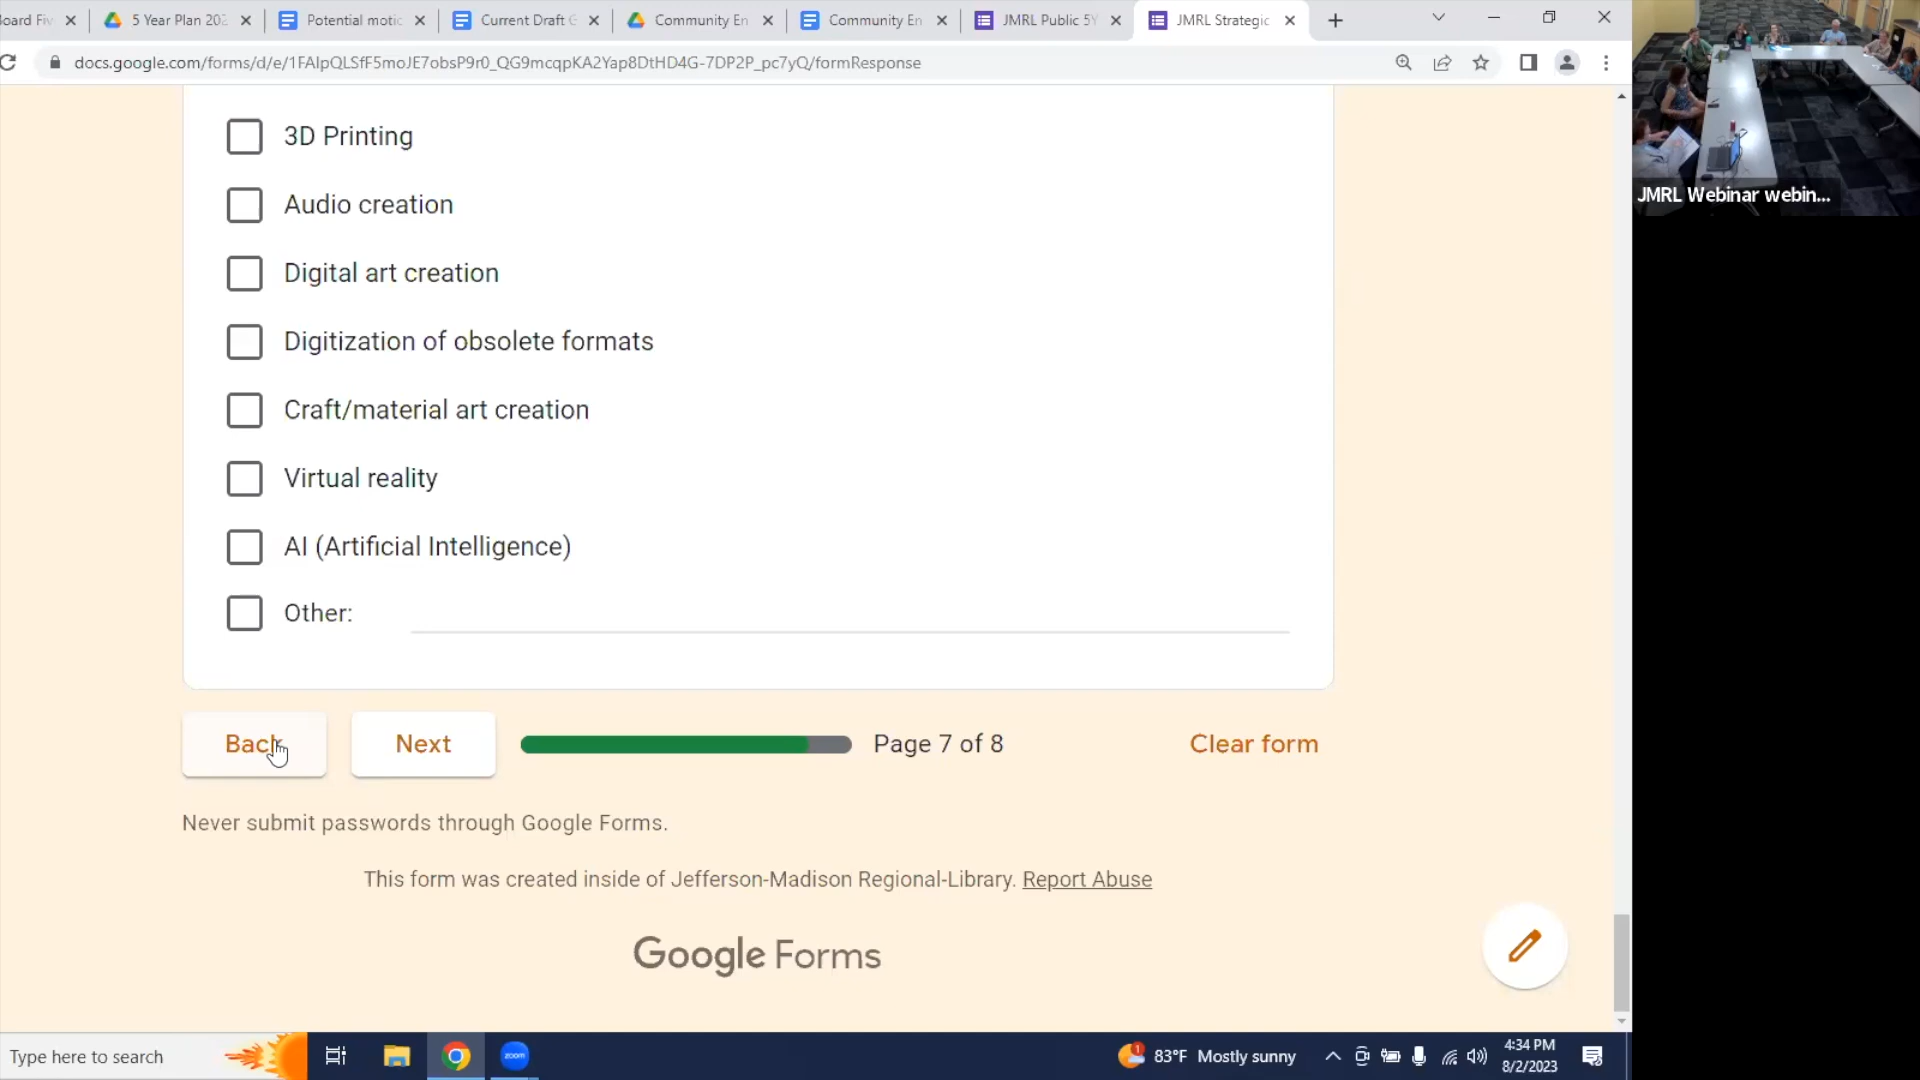 oard Fiv
5 Year Plan 202
Potential motic
Current Draft G
Community En
Community En
JMRL Public 5Y
JMRL Strategic
docs.google.com/forms/d/e/1FAIpQLSfF5moJE7obsP9r0_QG9mcqpKA2Yap8DtHD4G-7DP2P_pc7yQ/formResponse
JMRL Webinar webin...
3D Printing
Audio creation
Digital art creation
Digitization of obsolete formats
Craft/material art creation
Virtual reality
AI (Artificial Intelligence)
Other:
Back
Next
Page 7 of 8
Clear form
Never submit passwords through Google Forms.
This form was created inside of Jefferson-Madison Regional-Library. Report Abuse
Google Forms
Type here to search
zoom
1
83°F Mostly sunny
4:34 PM
8/2/2023